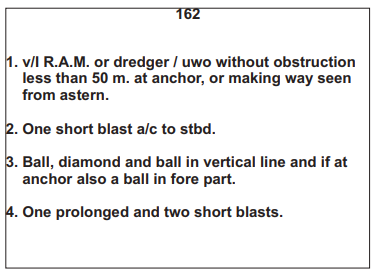 162
1. v/l R.A.M. or dredger / uwo without obstruction
less than 50 m. at anchor, or making way seen
from astern.
2. One short blast a/c to stbd.
3. Ball, diamond and ball in vertical line and if at
anchor also a ball in fore part.
4. One prolonged and two short blasts.